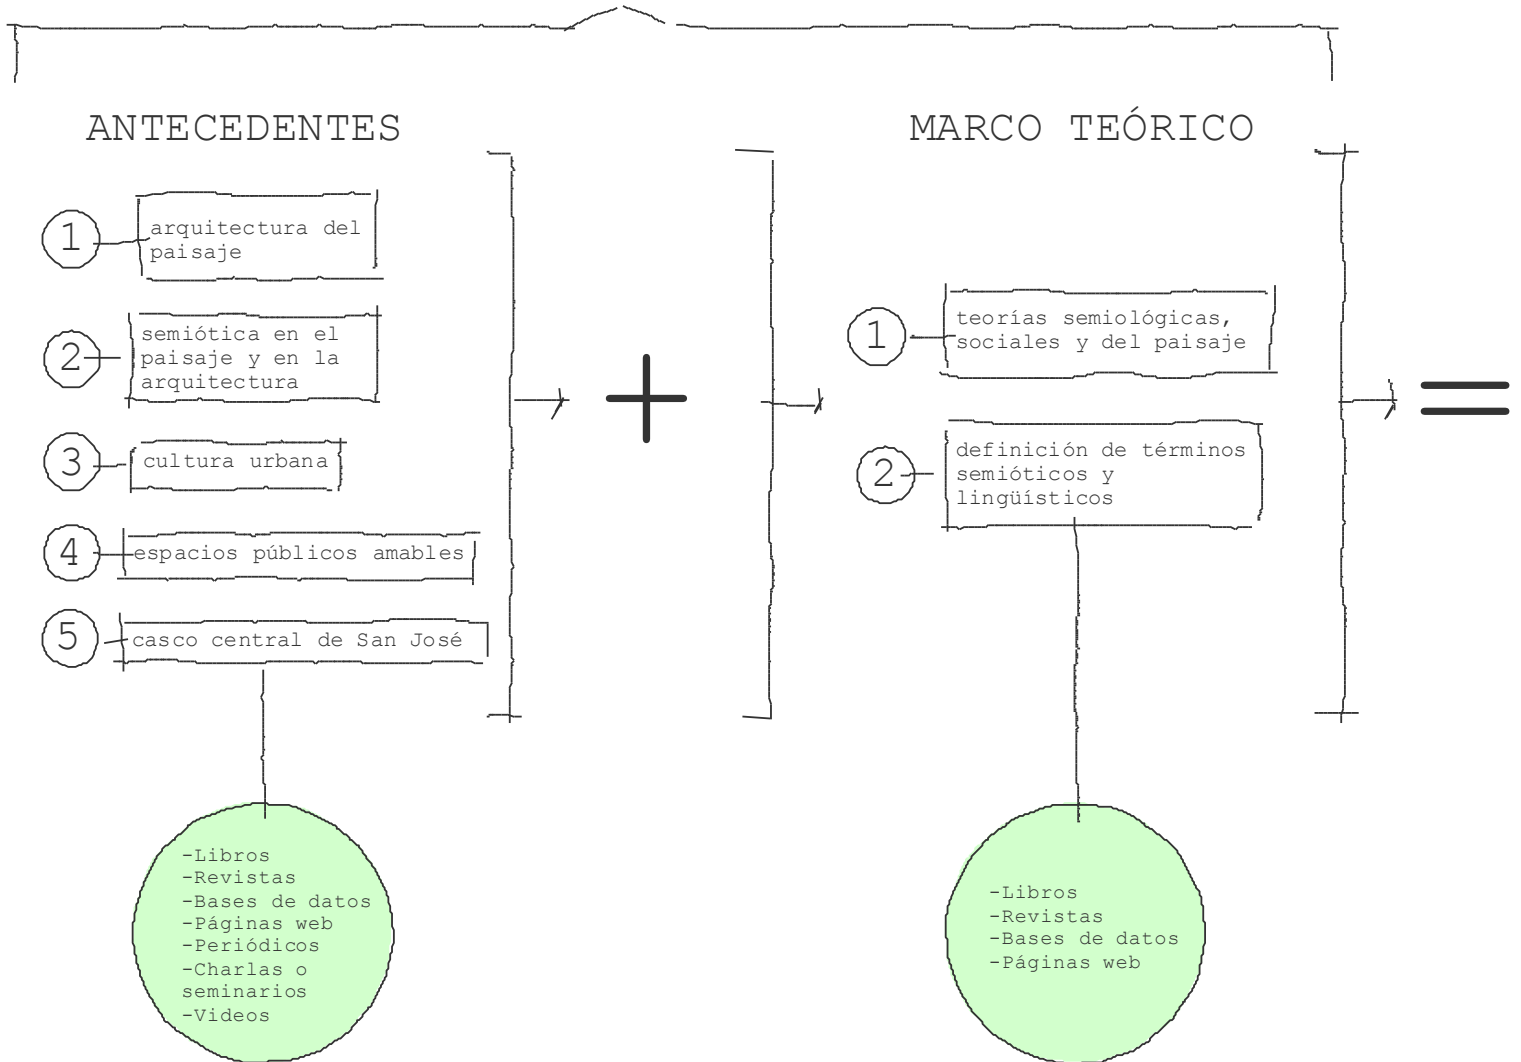 ANTECEDENTES
1
arquitectura del
paisaje
2
semiótica en el
paisaje y en la
arquitectura
3
cultura urbana
4
espacios públicos amables
5
casco central de San José
-Libros
-Revistas
-Bases de datos
-Páginas web
-Periódicos
-Charlas o
seminarios
-Videos
+
MARCO TEÓRICO
1
teorías semiológicas,
sociales y del paisaje
2
definición de términos
semióticos y
lingüísticos
-Libros
-Revistas
-Bases de datos
-Páginas web
=